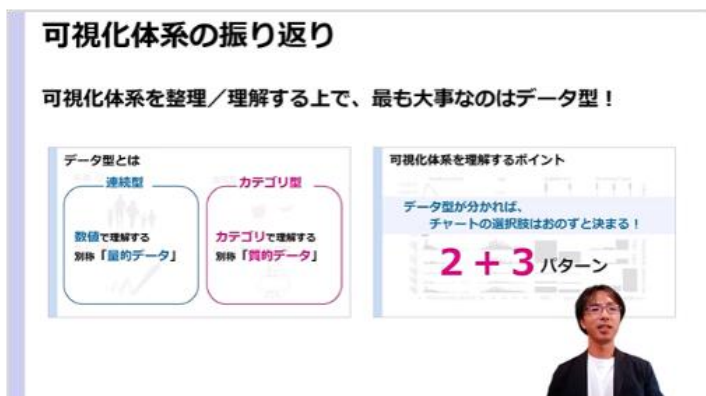 可視化体系の振り返り
可視化体系を整理／理解する上で、最も大事なのはデータ型！
データ型とは
連続型
数値で理解する
別称「量的データ」
カテゴリ型
カテゴリで理解する
別称「質的データ」
可視化体系を理解するポイント
データ型が分かれば、
チャートの選択肢はおのずと決まる！
2 + 3 パターン